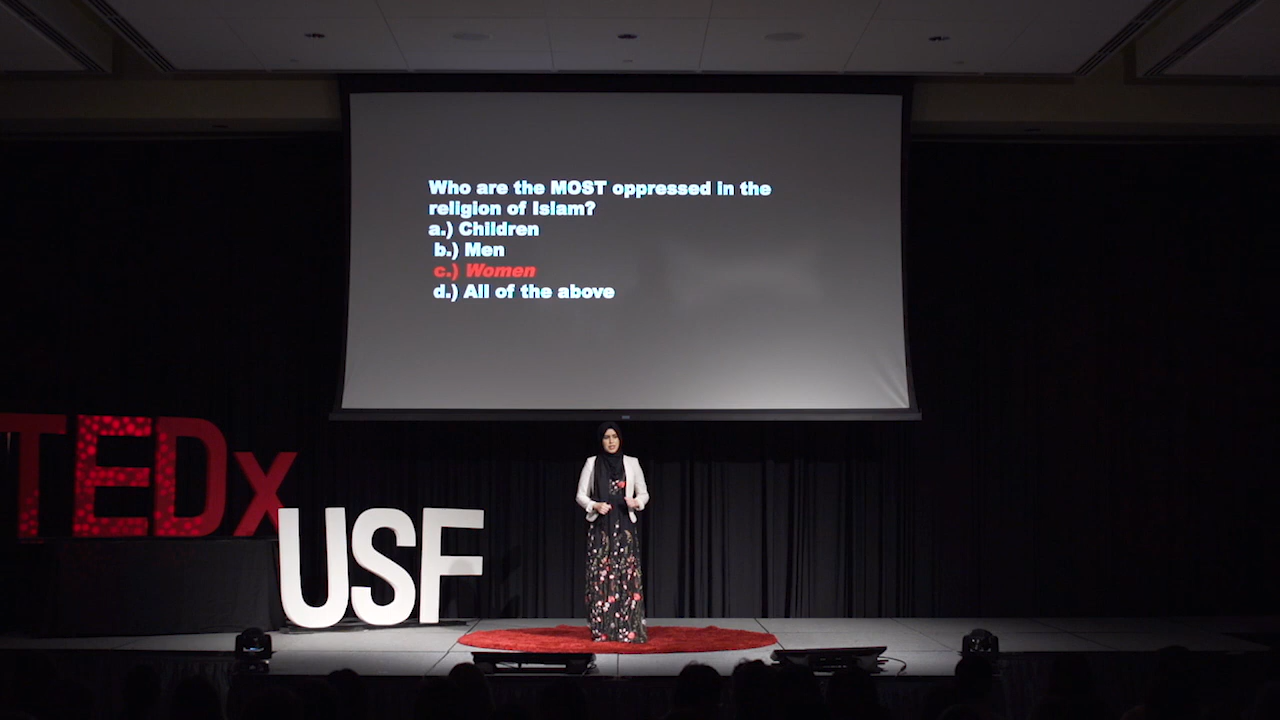 Who are the MOST oppressed in the
religion of Islam?
a.) Children
b.) Men
c.) Women
d.) All of the above
TEDx
USF